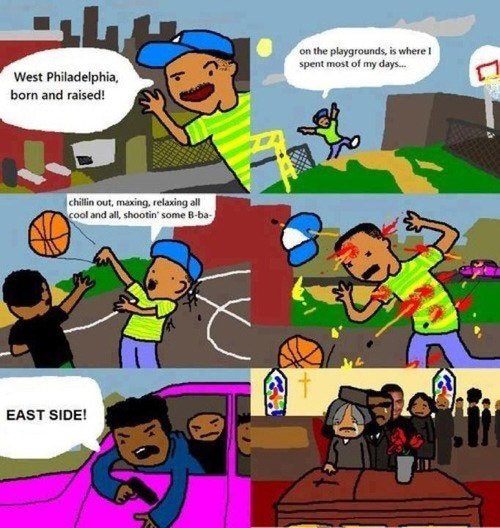 West Philadelphia,
born and raised!
on the playgrounds, is where I
spent most of my days...
chillin out, maxing, relaxing all
cool and all, shootin' some B-ba-
EAST SIDE!